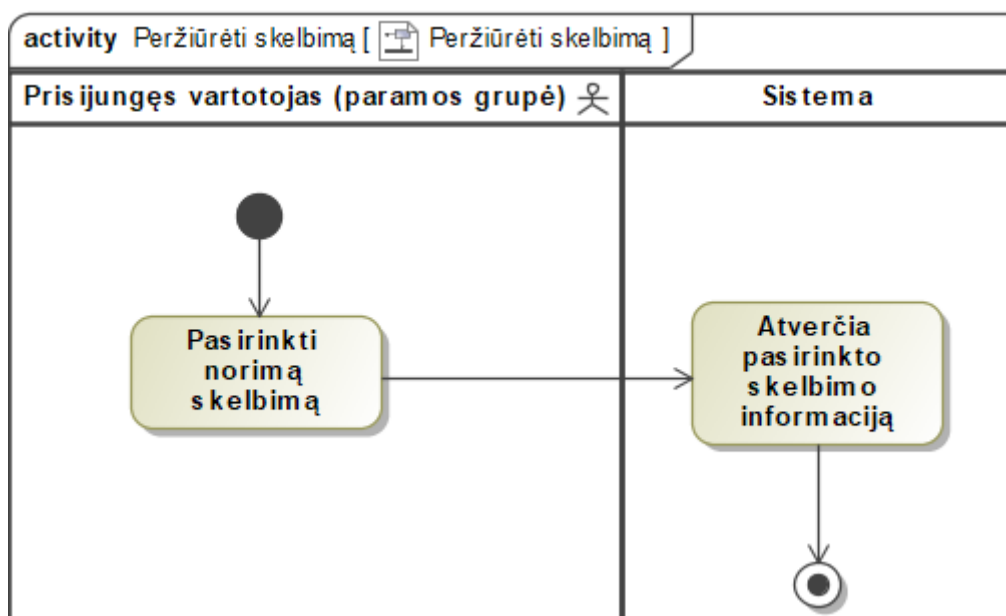 activity Peržiūrėti skelbimą [ Peržiūrėti skelbimą ]
Prisijungęs vartotojas (paramos grupė)
Sistema
Pasirinkti
norimą
skelbimą
Atverčia
pasirinkto
skelbimo
informaciją